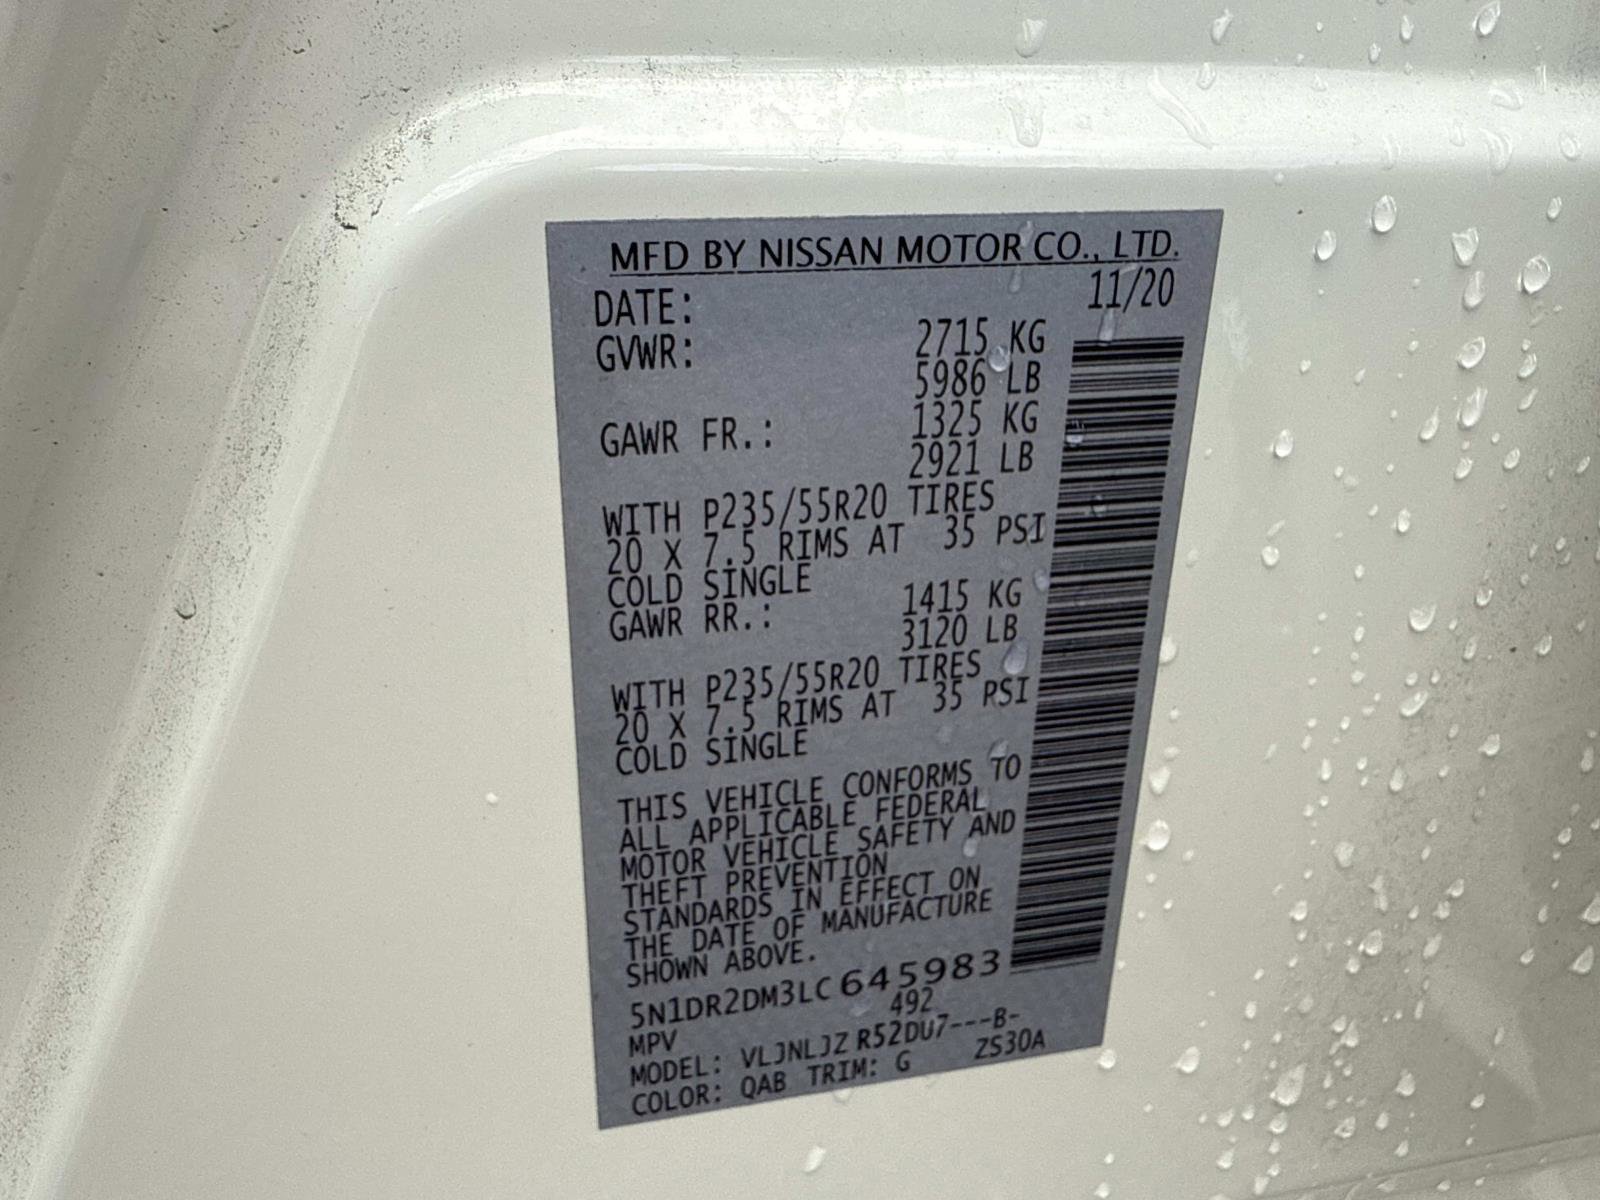 MFD BY NISSAN MOTOR CO., LTD.
DATE: 11/20
GVWR: 2715 KG
5986 LB
GAWR FR.: 1325 KG
2921 LB
WITH P235/55R20 TIRES
20 X 7.5 RIMS AT 35 PSI
COLD SINGLE
GAWR RR.: 1415 KG
3120 LB
WITH P235/55R20 TIRES
20 X 7.5 RIMS AT 35 PSI
COLD SINGLE
THIS VEHICLE CONFORMS TO
ALL APPLICABLE FEDERAL
MOTOR VEHICLE SAFETY AND
THEFT PREVENTION
STANDARDS IN EFFECT ON
THE DATE OF MANUFACTURE
SHOWN ABOVE.
5N1DR2DM3LC645983
MPV 492
MODEL: VLJNLJZ R52DU7---B-
COLOR: QAB TRIM: G ZS30A